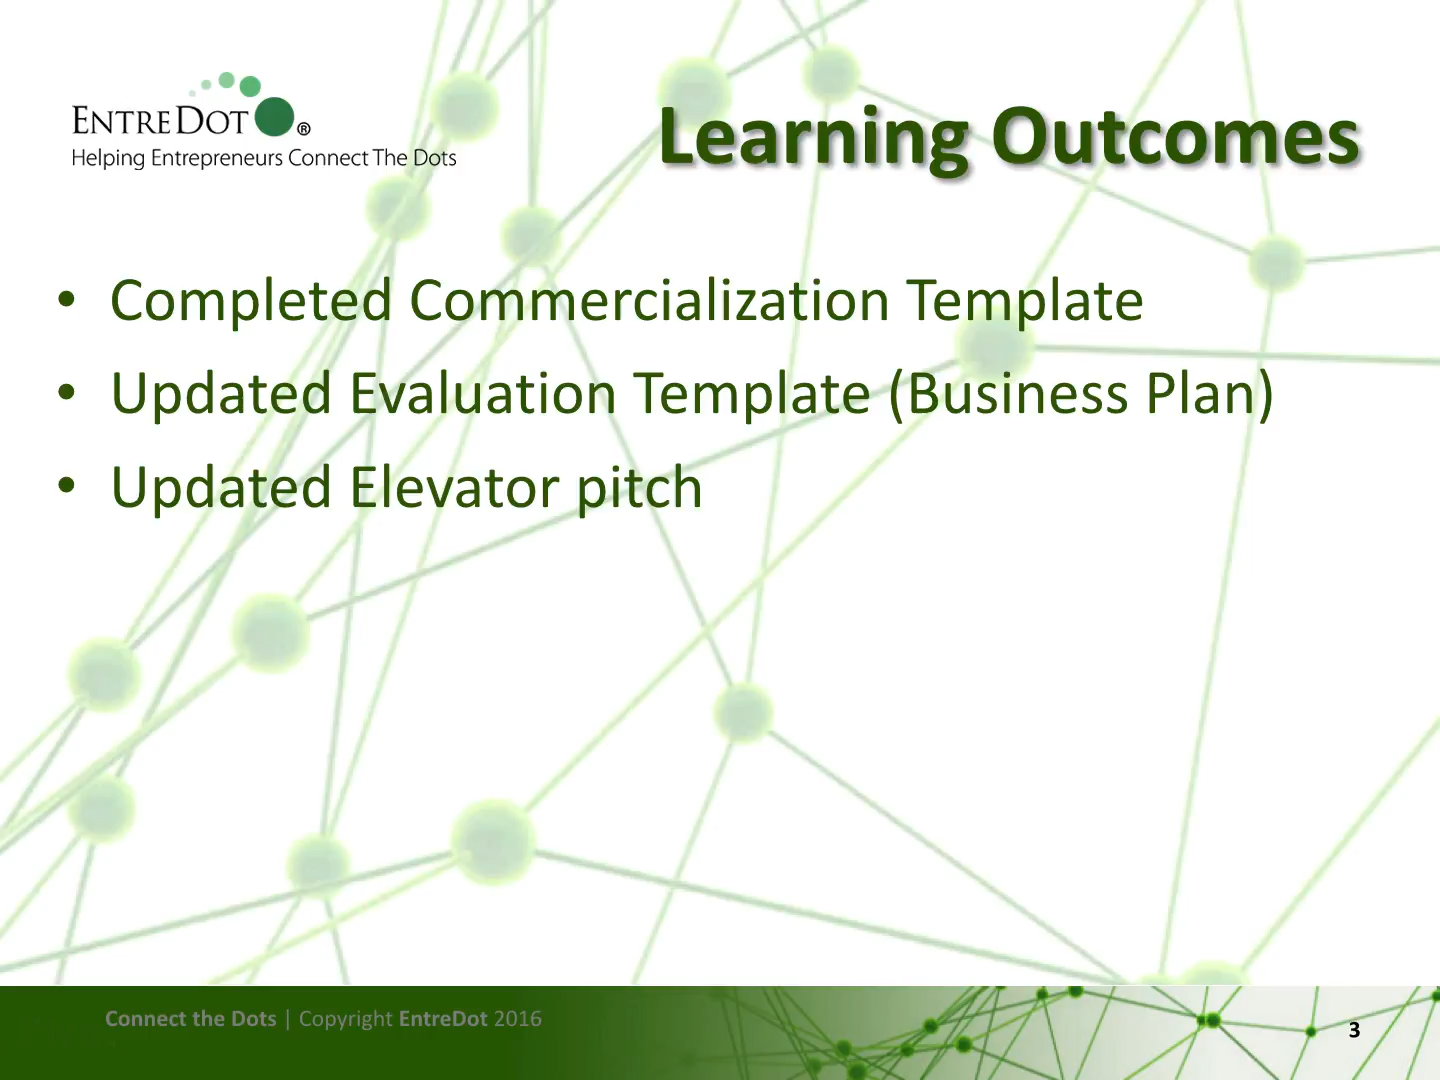 ENTREDOT®
Helping Entrepreneurs Connect The Dots
Learning Outcomes
• Completed Commercialization Template
• Updated Evaluation Template (Business Plan)
• Updated Elevator pitch
Connect the Dots | Copyright EntreDot 2016
3